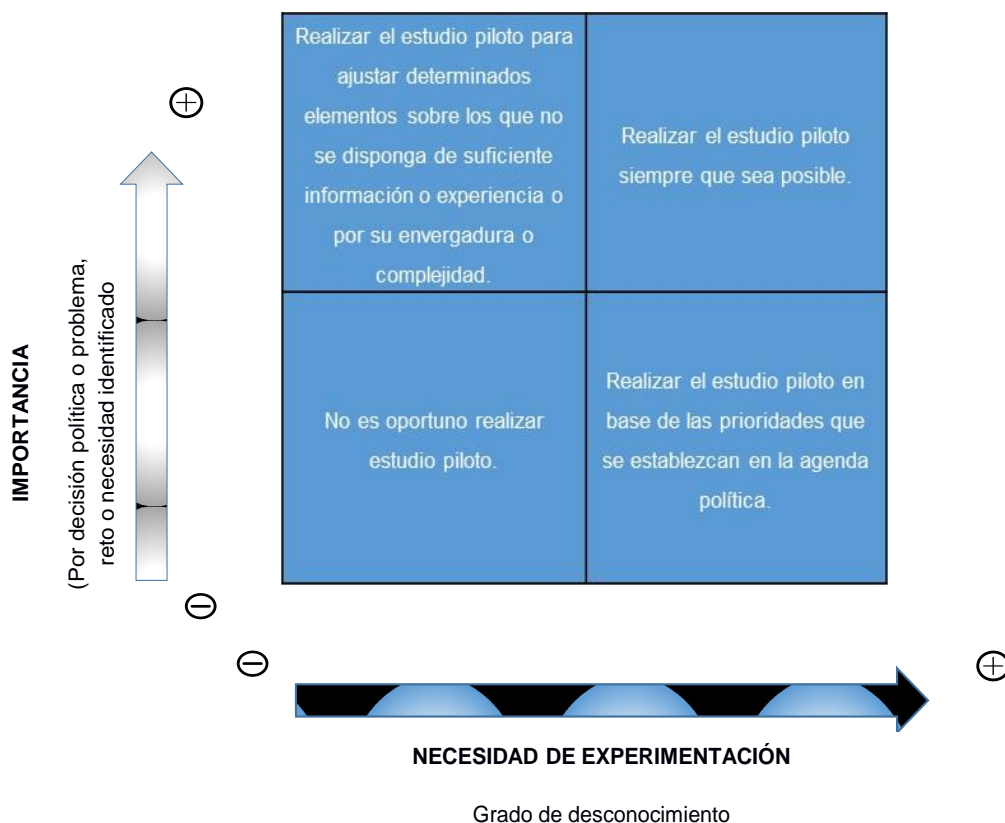 Realizar el estudio piloto para
ajustar determinados
elementos sobre los que no
se disponga de suficiente
información o experiencia o
por su envergadura o
complejidad.
Realizar el estudio piloto
siempre que sea posible.
No es oportuno realizar
estudio piloto.
Realizar el estudio piloto en
base de las prioridades que
se establezcan en la agenda
política.
IMPORTANCIA
(Por decisión política o problema,
reto o necesidad identificado
NECESIDAD DE EXPERIMENTACIÓN
Grado de desconocimiento